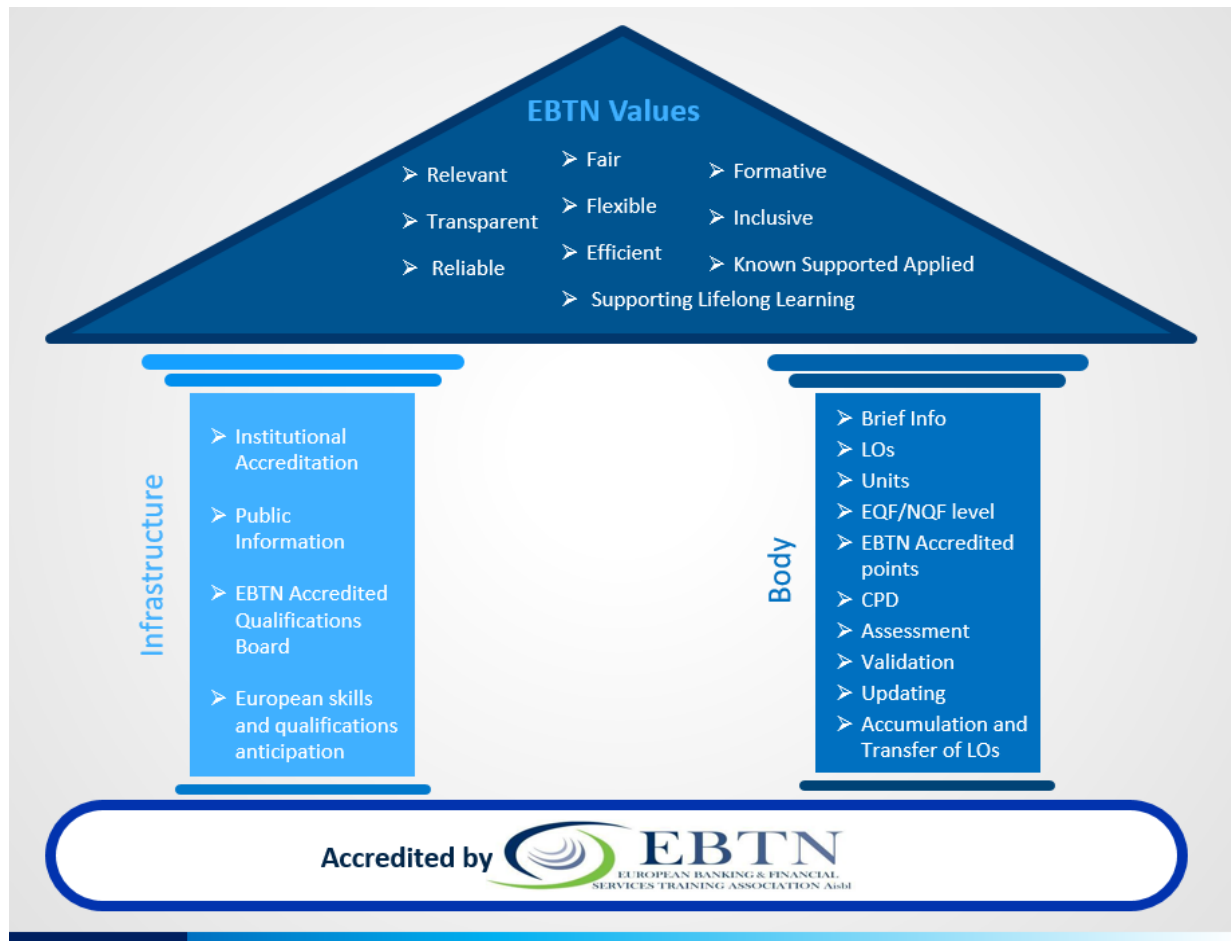 EBTN Values
➢ Relevant
➢ Transparent
➢ Reliable
➢ Fair
➢ Flexible
➢ Efficient
➢ Supporting Lifelong Learning
➢ Formative
➢ Inclusive
➢ Known Supported Applied
Infrastructure
➢ Institutional
Accreditation
➢ Public
Information
➢ EBTN Accredited
Qualifications
Board
➢ European skills
and qualifications
anticipation
Body
➢ Brief Info
➢ LOs
➢ Units
➢ EQF/NQF level
➢ EBTN Accredited
points
➢ CPD
➢ Assessment
➢ Validation
➢ Updating
➢ Accumulation and
Transfer of LOs
Accredited by
EBTN
EUROPEAN BANKING & FINANCIAL
SERVICES TRAINING ASSOCIATION Aisbl